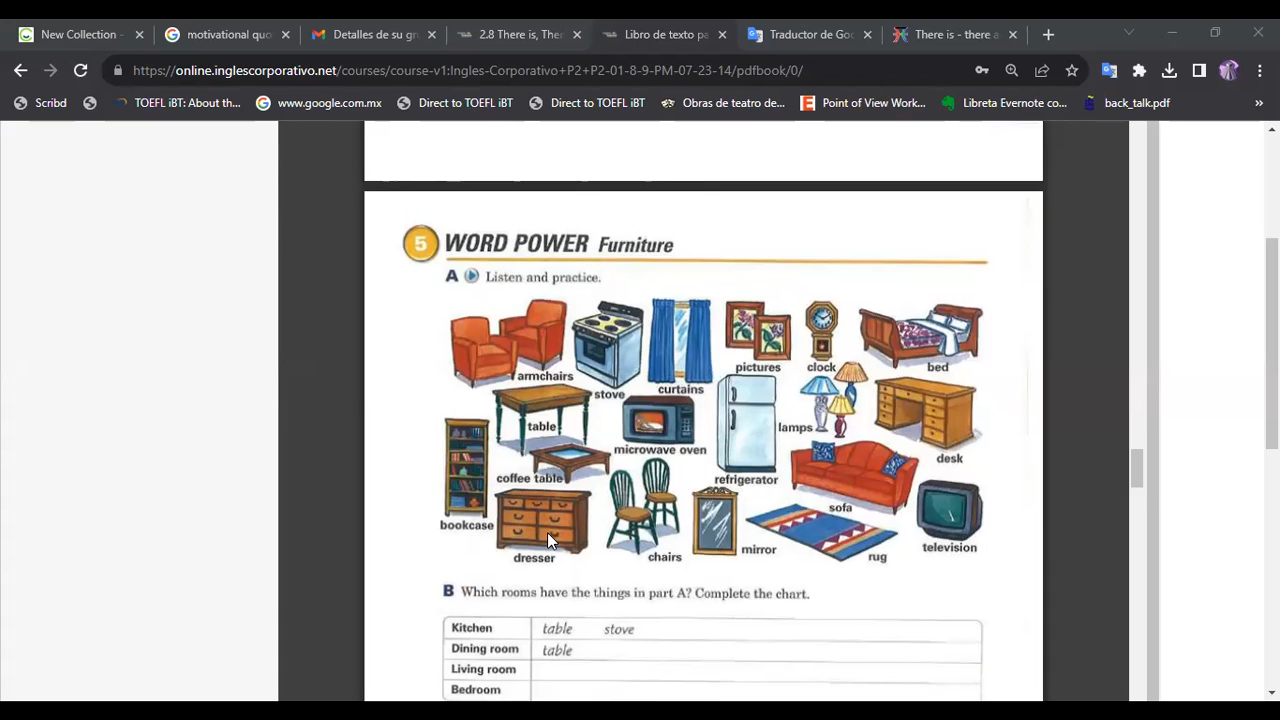 New Collection -
motivational quo
Detalles de su gr
2.8 There is, The
Libro de texto pa
Traductor de Goo
There is - there a
https://online.inglescorporativo.net/courses/course-v1:Ingles-Corporativo+P2+P2-01-8-9-PM-07-23-14/pdfbook/0/
Scribd
TOEFL iBT: About th...
www.google.com.mx
Direct to TOEFL iBT
Direct to TOEFL iBT
Obras de teatro de...
Point of View Work...
Libreta Evernote co...
back_talk.pdf
»
5 WORD POWER Furniture
A Listen and practice.
armchairs
stove
curtains
pictures
clock
bed
table
microwave oven
lamps
desk
coffee table
refrigerator
sofa
bookcase
dresser
chairs
mirror
rug
television
B Which rooms have the things in part A? Complete the chart.
Kitchen table stove
Dining room table
Living room
Bedroom